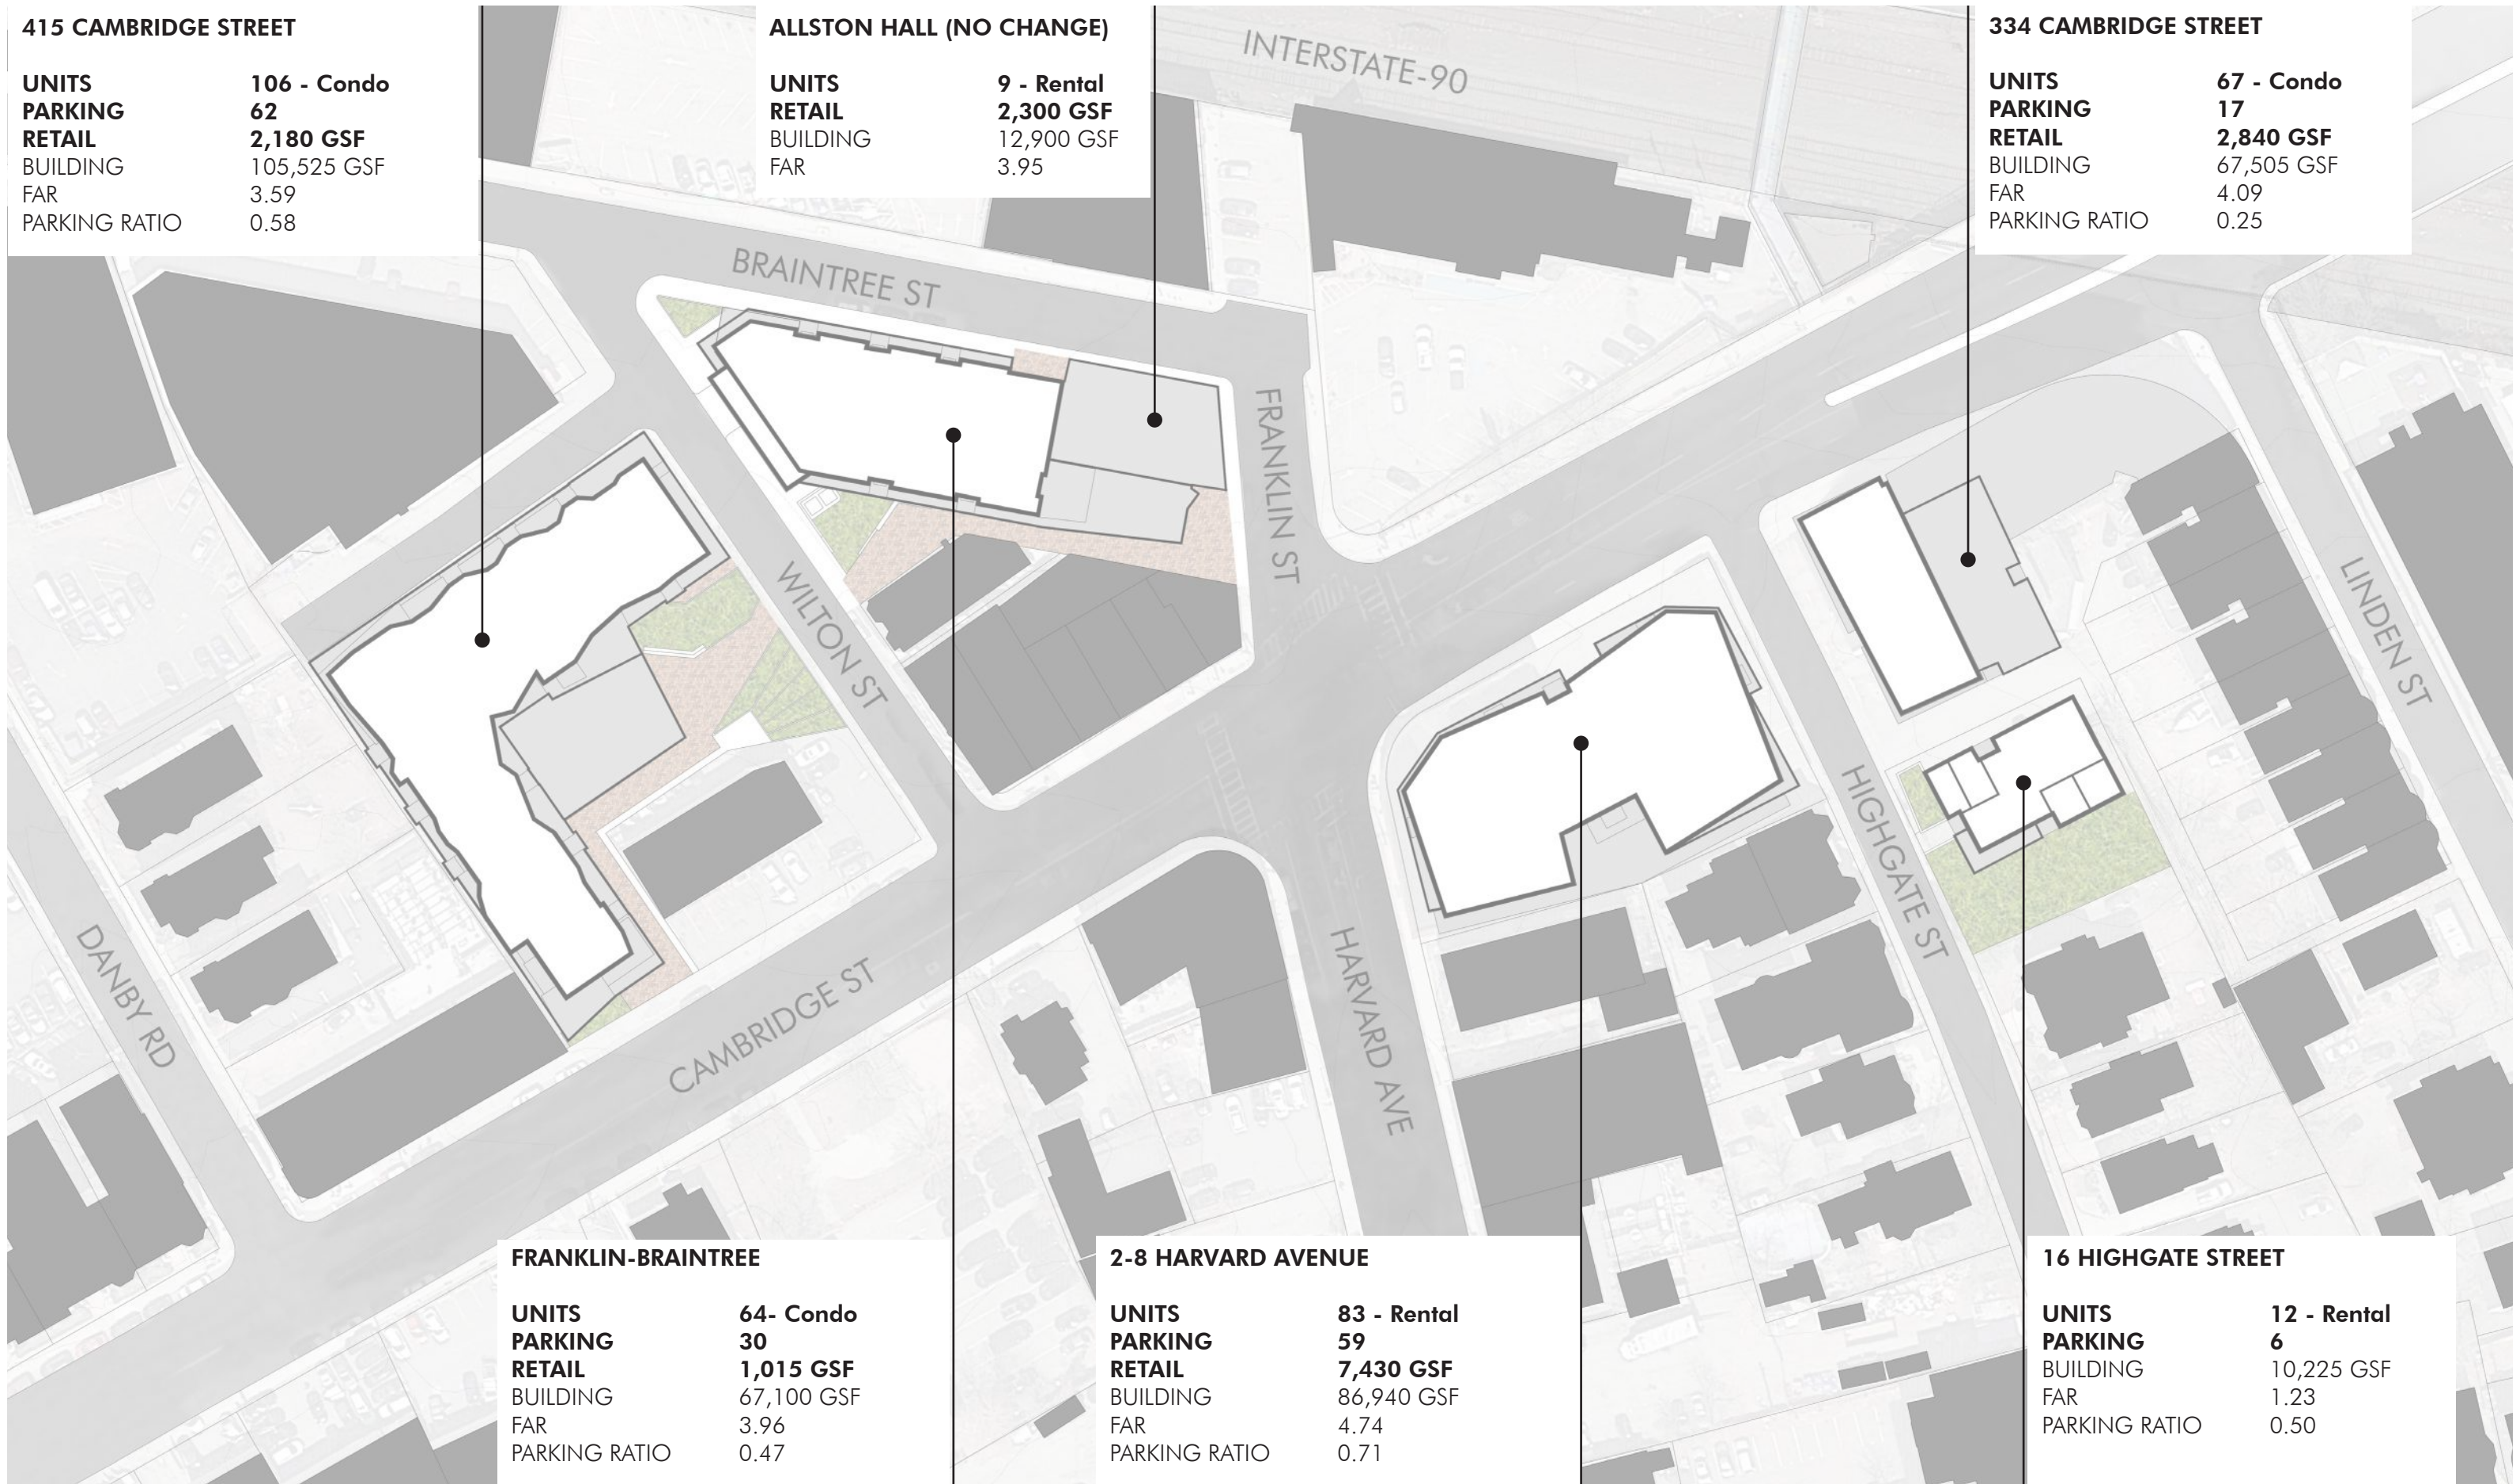 415 CAMBRIDGE STREET
UNITS 106 - Condo
PARKING 62
RETAIL 2,180 GSF
BUILDING 105,525 GSF
FAR 3.59
PARKING RATIO 0.58
ALLSTON HALL (NO CHANGE)
UNITS 9 - Rental
RETAIL 2,300 GSF
BUILDING 12,900 GSF
FAR 3.95
334 CAMBRIDGE STREET
UNITS 67 - Condo
PARKING 17
RETAIL 2,840 GSF
BUILDING 67,505 GSF
FAR 4.09
PARKING RATIO 0.25
INTERSTATE-90
BRAINTREE ST
FRANKLIN ST
WILTON ST
LINDEN ST
HIGHGATE ST
DANBY RD
CAMBRIDGE ST
HARVARD AVE
FRANKLIN-BRAINTREE
UNITS 64- Condo
PARKING 30
RETAIL 1,015 GSF
BUILDING 67,100 GSF
FAR 3.96
PARKING RATIO 0.47
2-8 HARVARD AVENUE
UNITS 83 - Rental
PARKING 59
RETAIL 7,430 GSF
BUILDING 86,940 GSF
FAR 4.74
PARKING RATIO 0.71
16 HIGHGATE STREET
UNITS 12 - Rental
PARKING 6
BUILDING 10,225 GSF
FAR 1.23
PARKING RATIO 0.50